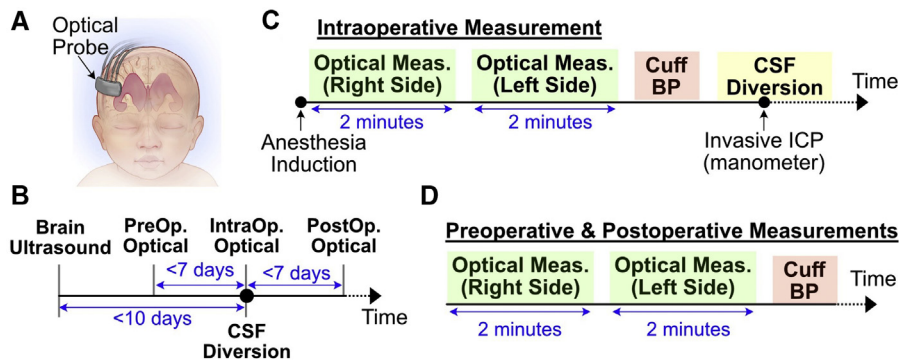 A
Optical
Probe
B
Brain
Ultrasound
PreOp.
Optical
IntraOp.
Optical
PostOp.
Optical
<7 days
<7 days
<10 days
Time
CSF
Diversion
C
Intraoperative Measurement
Optical Meas.
(Right Side)
Optical Meas.
(Left Side)
Cuff
BP
CSF
Diversion
Time
2 minutes
2 minutes
Anesthesia
Induction
Invasive ICP
(manometer)
D
Preoperative & Postoperative Measurements
Optical Meas.
(Right Side)
Optical Meas.
(Left Side)
Cuff
BP
Time
2 minutes
2 minutes